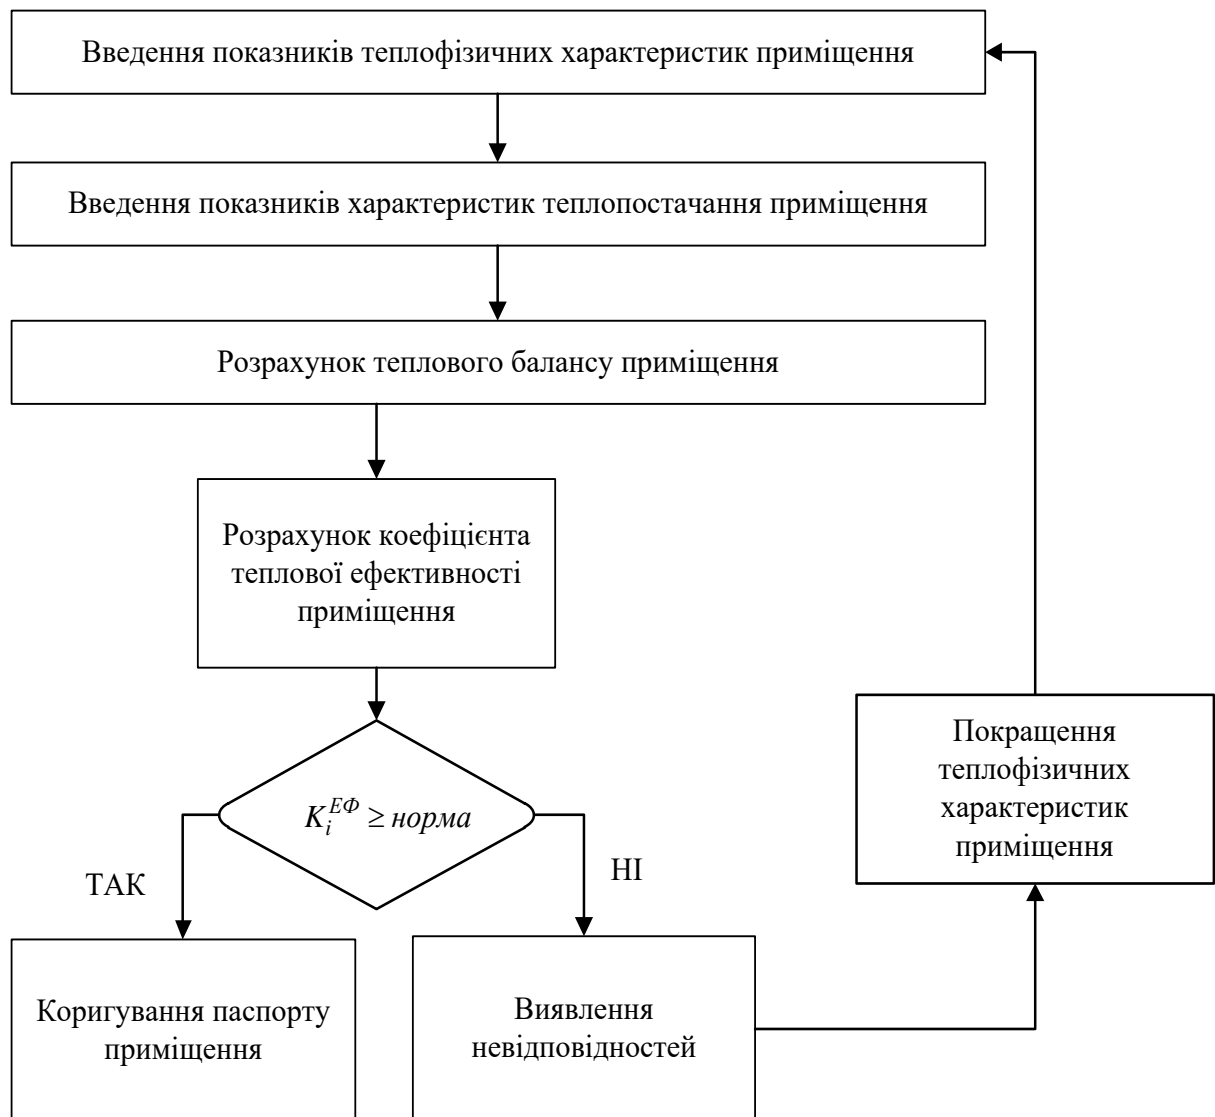 Введення показників теплофізичних характеристик приміщення
Введення показників характеристик теплопостачання приміщення
Розрахунок теплового балансу приміщення
Розрахунок коефіцієнта
теплової ефективності
приміщення
K_i^{ЕФ} ≥ норма
ТАК
НІ
Коригування паспорту
приміщення
Виявлення
невідповідностей
Покращення
теплофізичних
характеристик
приміщення